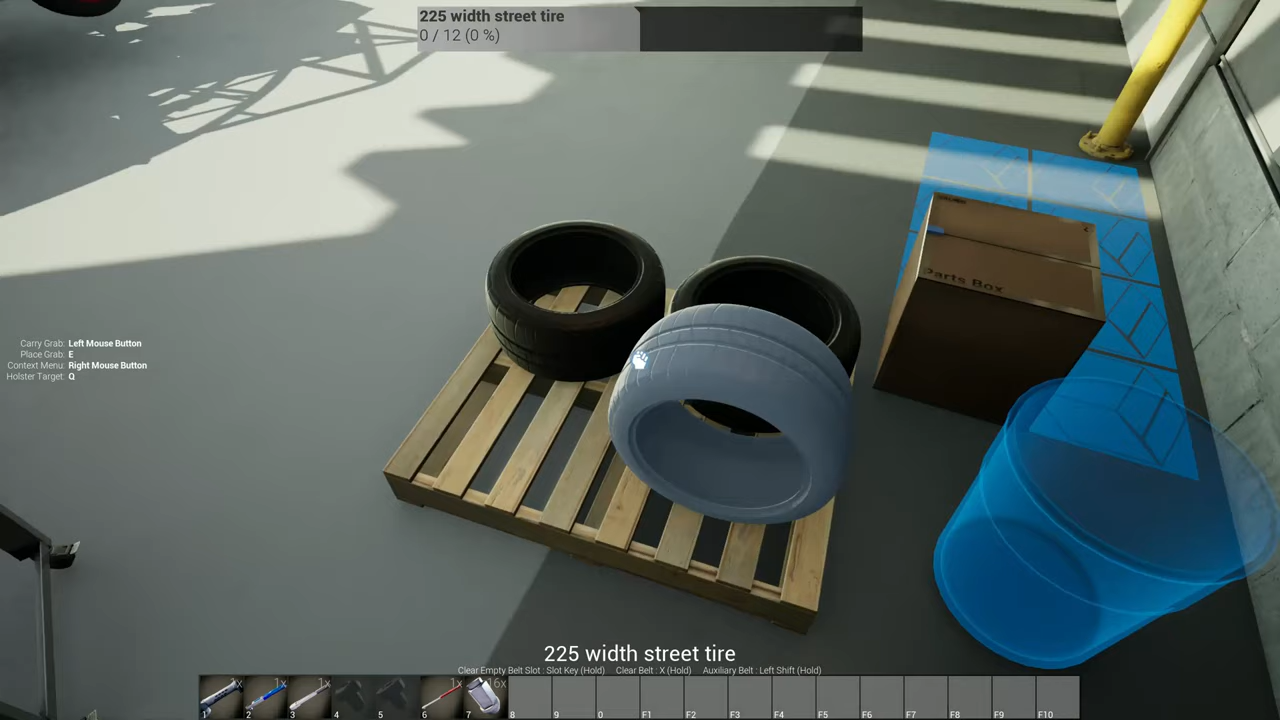 225 width street tire
0 / 12 (0 %)
Parts Box
Carry Grab: Left Mouse Button
Place Grab: E
Context Menu: Right Mouse Button
Holster Target: Q
225 width street tire
Clear Empty Belt Slot : Slot Key (Hold) Clear Belt : X (Hold) Auxiliary Belt : Left Shift (Hold)
1x 1x 1x 1x 16x
1 2 3 4 5 6 7 8 9 0 F1 F2 F3 F4 F5 F6 F7 F8 F9 F10